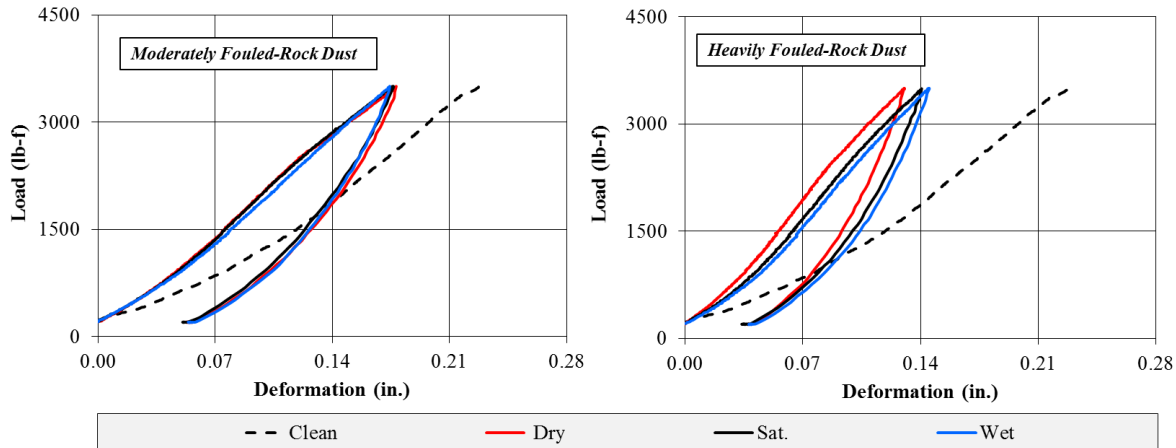 Moderately Fouled-Rock Dust
Load (lb-f)
4500
3000
1500
0
0.00 0.07 0.14 0.21 0.28
Deformation (in.)
Heavily Fouled-Rock Dust
Load (lb-f)
4500
3000
1500
0
0.00 0.07 0.14 0.21 0.28
Deformation (in.)
Clean Dry Sat. Wet